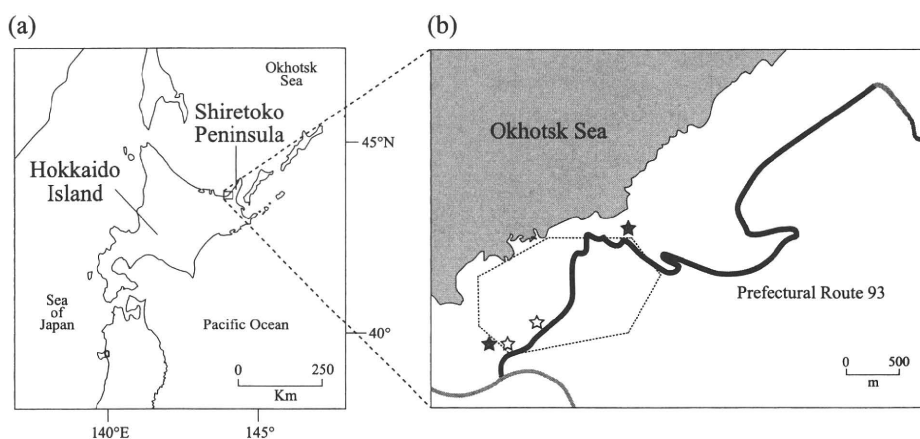 (a)
Okhotsk
Sea
Shiretoko
Peninsula
45°N
Hokkaido
Island
Sea
of
Japan
Pacific Ocean
40°
0 250
Km
140°E 145°
(b)
Okhotsk Sea
Prefectural Route 93
0 500
m